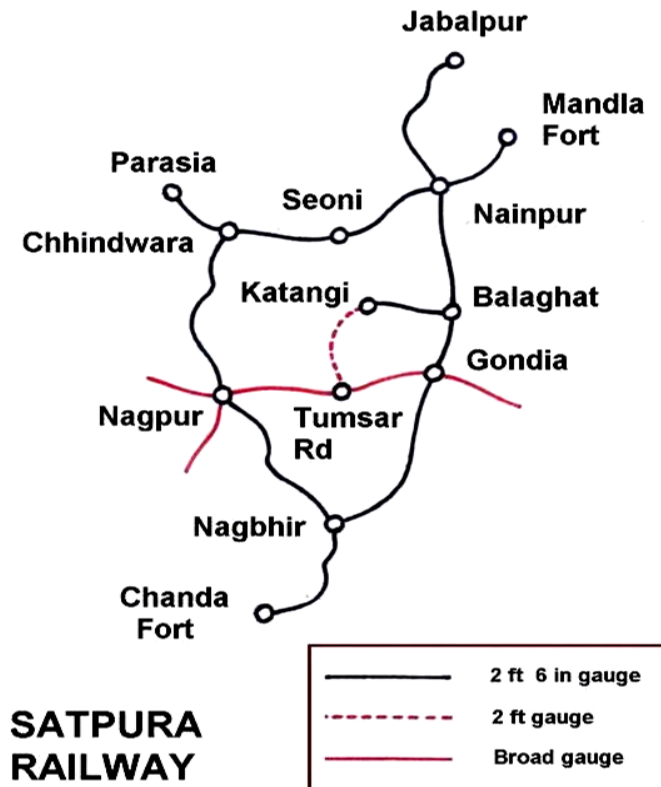 Jabalpur
Mandla
Fort
Parasia
Seoni
Nainpur
Chhindwara
Katangi
Balaghat
Gondia
Nagpur
Tumsar
Rd
Nagbhir
Chanda
Fort
2 ft 6 in gauge
2 ft gauge
Broad gauge
SATPURA
RAILWAY